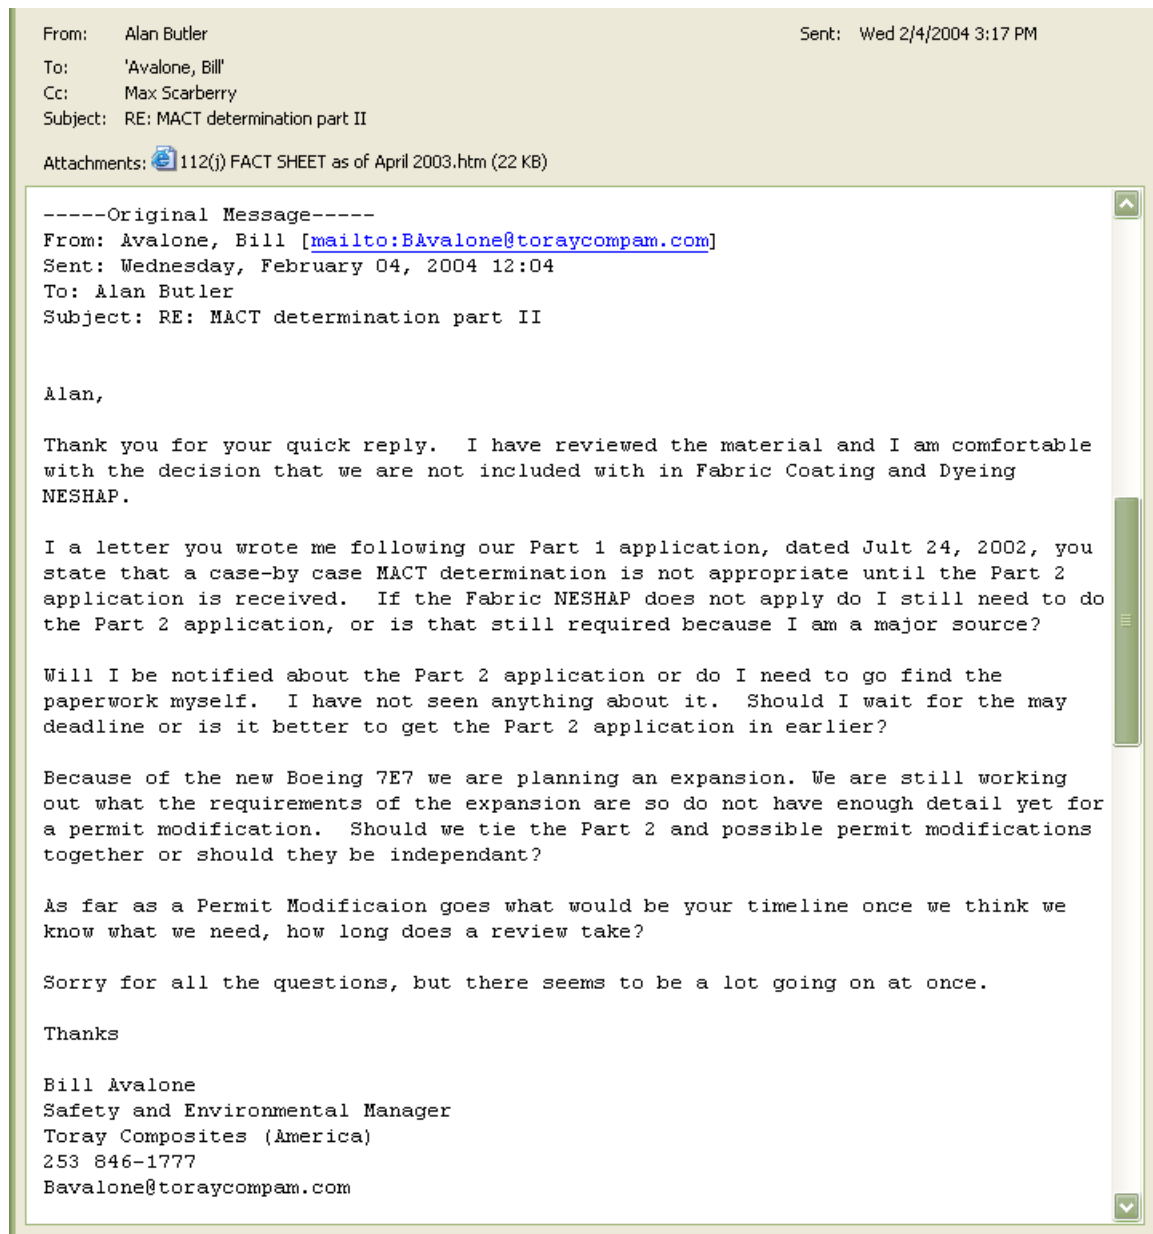 From: Alan Butler Sent: Wed 2/4/2004 3:17 PM
To: 'Avalone, Bill'
Cc: Max Scarberry
Subject: RE: MACT determination part II
Attachments: 112(j) FACT SHEET as of April 2003.htm (22 KB)
-----Original Message-----
From: Avalone, Bill [mailto:BAvalone@toraycompam.com]
Sent: Wednesday, February 04, 2004 12:04
To: Alan Butler
Subject: RE: MACT determination part II
Alan,
Thank you for your quick reply.  I have reviewed the material and I am comfortable
with the decision that we are not included with in Fabric Coating and Dyeing
NESHAP.
I a letter you wrote me following our Part 1 application, dated Jult 24, 2002, you
state that a case-by case MACT determination is not appropriate until the Part 2
application is received.  If the Fabric NESHAP does not apply do I still need to do
the Part 2 application, or is that still required because I am a major source?
Will I be notified about the Part 2 application or do I need to go find the
paperwork myself.  I have not seen anything about it.  Should I wait for the may
deadline or is it better to get the Part 2 application in earlier?
Because of the new Boeing 7E7 we are planning an expansion. We are still working
out what the requirements of the expansion are so do not have enough detail yet for
a permit modification.  Should we tie the Part 2 and possible permit modifications
together or should they be independant?
As far as a Permit Modificaion goes what would be your timeline once we think we
know what we need, how long does a review take?
Sorry for all the questions, but there seems to be a lot going on at once.
Thanks
Bill Avalone
Safety and Environmental Manager
Toray Composites (America)
253 846-1777
Bavalone@toraycompam.com